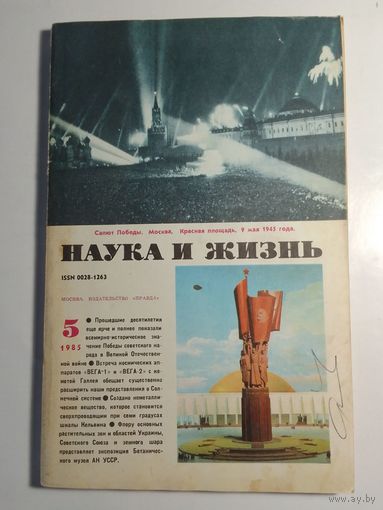 Салют Победы. Москва. Красная площадь. 9 мая 1945 года.
НАУКА И ЖИЗНЬ
ISSN 0028-1263
МОСКВА. ИЗДАТЕЛЬСТВО «ПРАВДА»
5
1985
● Прошедшие десятилетия
еще ярче и полнее показали
всемирно-историческое зна-
чение Победы советского на-
рода в Великой Отечествен-
ной войне ● Встреча космических ап-
паратов «ВЕГА-1» и «ВЕГА-2» с ко-
метой Галлея обещает существенно
расширить наши представления о Сол-
нечной системе ● Создано неметалли-
ческое вещество, которое становится
сверхпроводящим при семи градусах
шкалы Кельвина ● Флору основных
растительных зон и областей Украины,
Советского Союза и земного шара
представляет экспозиция Ботаниче-
ского музея АН УССР.
www.ay.by